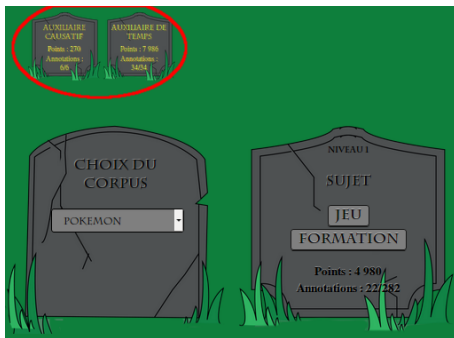 AUXILIAIRE CAUSATIF
Points : 270
Annotations : 6/6
AUXILIAIRE DE TEMPS
Points : 7 986
Annotations : 34/34
CHOIX DU CORPUS
POKEMON
NIVEAU 1
SUJET
JEU
FORMATION
Points : 4 980
Annotations : 22/282